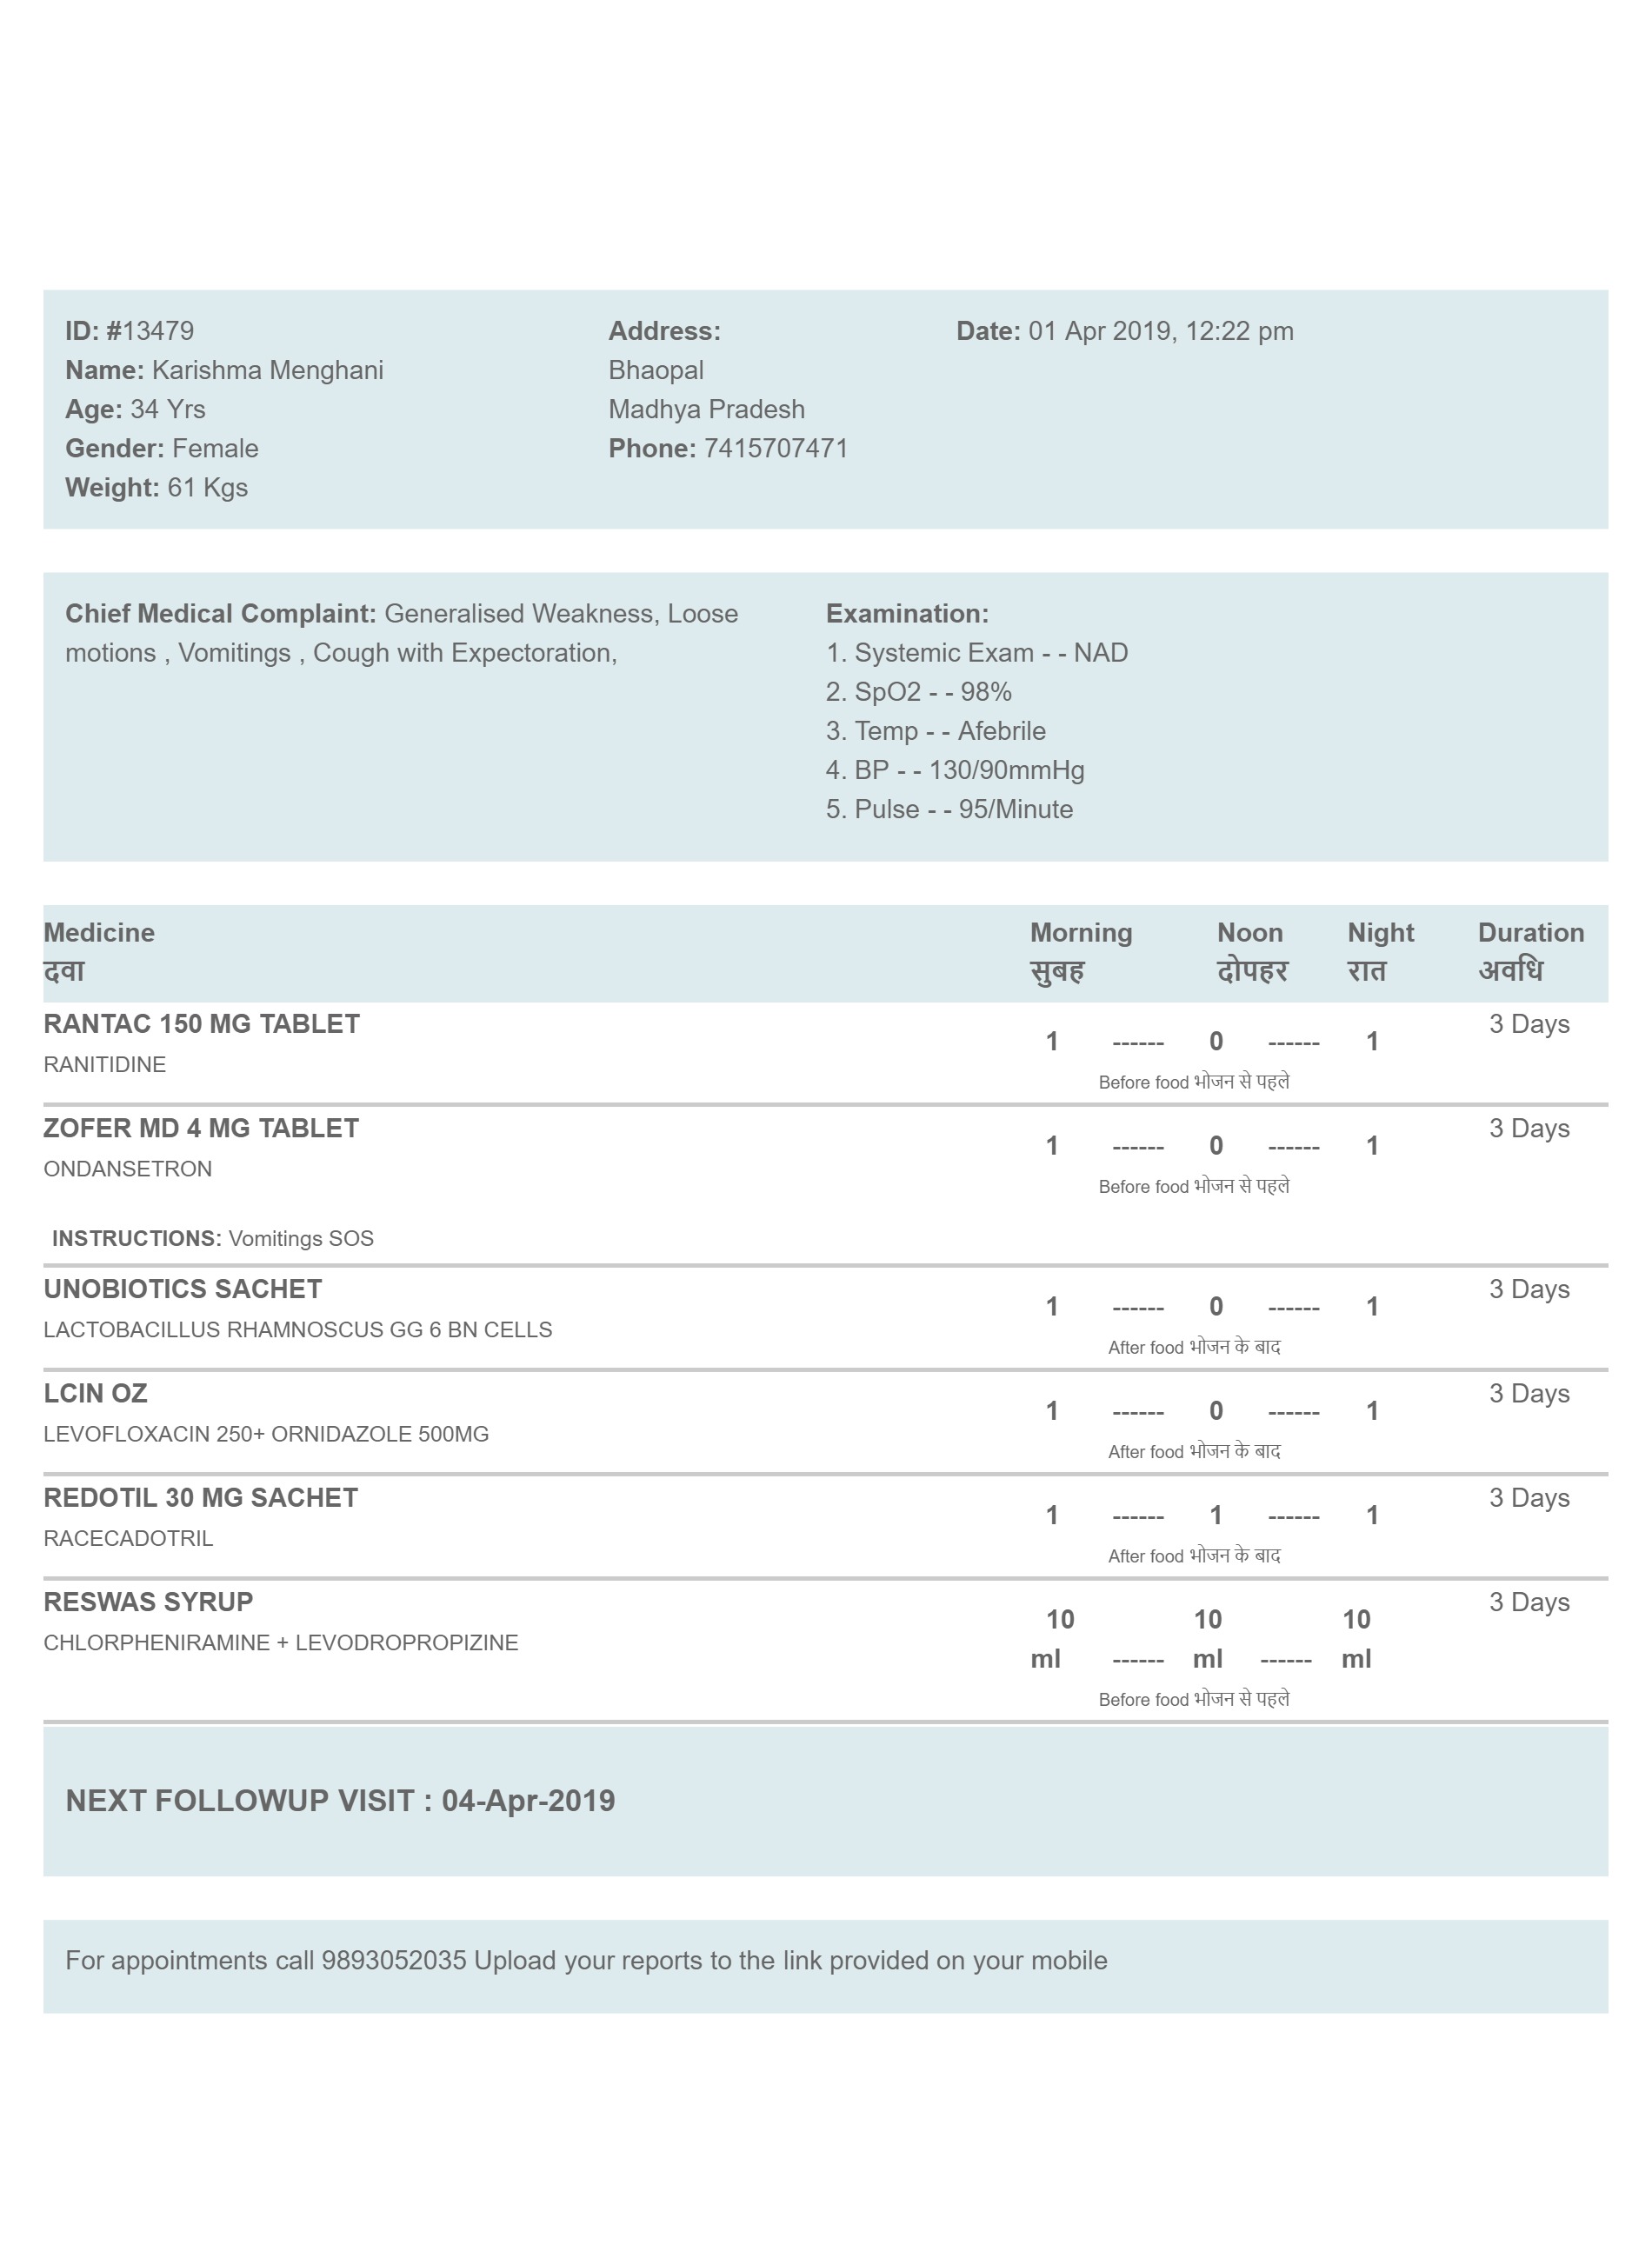 ID: #13479 Address: Date: 01 Apr 2019, 12:22 pm
Name: Karishma Menghani Bhaopal
Age: 34 Yrs Madhya Pradesh
Gender: Female Phone: 7415707471
Weight: 61 Kgs
Chief Medical Complaint: Generalised Weakness, Loose
motions , Vomitings , Cough with Expectoration,
Examination:
1. Systemic Exam - - NAD
2. SpO2 - - 98%
3. Temp - - Afebrile
4. BP - - 130/90mmHg
5. Pulse - - 95/Minute
Medicine Morning Noon Night Duration
दवा सुबह दोपहर रात अवधि
RANTAC 150 MG TABLET 3 Days
1 ------ 0 ------ 1
RANITIDINE
Before food भोजन से पहले
ZOFER MD 4 MG TABLET 3 Days
1 ------ 0 ------ 1
ONDANSETRON
Before food भोजन से पहले
INSTRUCTIONS: Vomitings SOS
UNOBIOTICS SACHET 3 Days
1 ------ 0 ------ 1
LACTOBACILLUS RHAMNOSCUS GG 6 BN CELLS
After food भोजन के बाद
LCIN OZ 3 Days
1 ------ 0 ------ 1
LEVOFLOXACIN 250+ ORNIDAZOLE 500MG
After food भोजन के बाद
REDOTIL 30 MG SACHET 3 Days
1 ------ 1 ------ 1
RACECADOTRIL
After food भोजन के बाद
RESWAS SYRUP 3 Days
10 10 10
CHLORPHENIRAMINE + LEVODROPROPIZINE
ml ------ ml ------ ml
Before food भोजन से पहले
NEXT FOLLOWUP VISIT : 04-Apr-2019
For appointments call 9893052035 Upload your reports to the link provided on your mobile